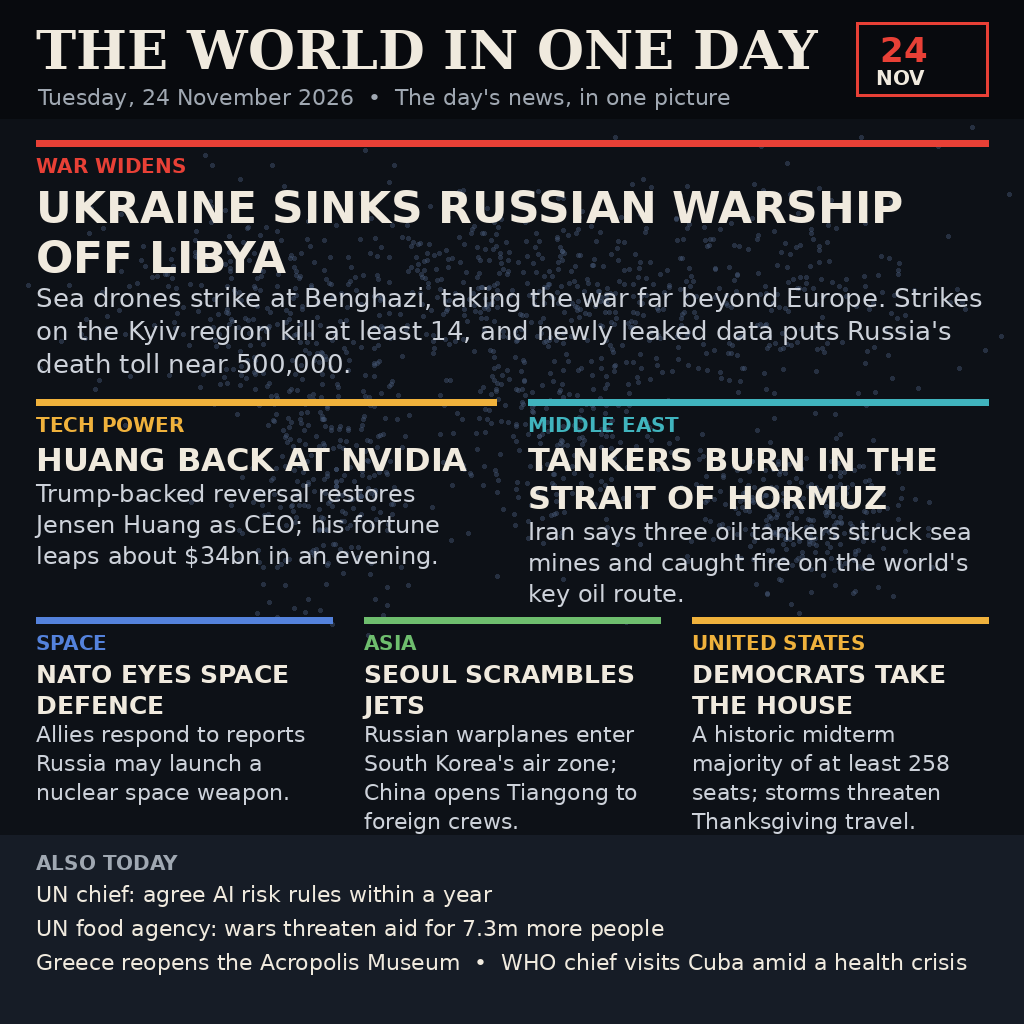 THE WORLD IN ONE DAY
24
NOV
Tuesday, 24 November 2026 • The day's news, in one picture
WAR WIDENS
UKRAINE SINKS RUSSIAN WARSHIP
OFF LIBYA
Sea drones strike at Benghazi, taking the war far beyond Europe. Strikes
on the Kyiv region kill at least 14, and newly leaked data puts Russia's
death toll near 500,000.
TECH POWER
HUANG BACK AT NVIDIA
Trump-backed reversal restores
Jensen Huang as CEO; his fortune
leaps about $34bn in an evening.
MIDDLE EAST
TANKERS BURN IN THE
STRAIT OF HORMUZ
Iran says three oil tankers struck sea
mines and caught fire on the world's
key oil route.
SPACE
NATO EYES SPACE
DEFENCE
Allies respond to reports
Russia may launch a
nuclear space weapon.
ASIA
SEOUL SCRAMBLES
JETS
Russian warplanes enter
South Korea's air zone;
China opens Tiangong to
foreign crews.
UNITED STATES
DEMOCRATS TAKE
THE HOUSE
A historic midterm
majority of at least 258
seats; storms threaten
Thanksgiving travel.
ALSO TODAY
UN chief: agree AI risk rules within a year
UN food agency: wars threaten aid for 7.3m more people
Greece reopens the Acropolis Museum • WHO chief visits Cuba amid a health crisis